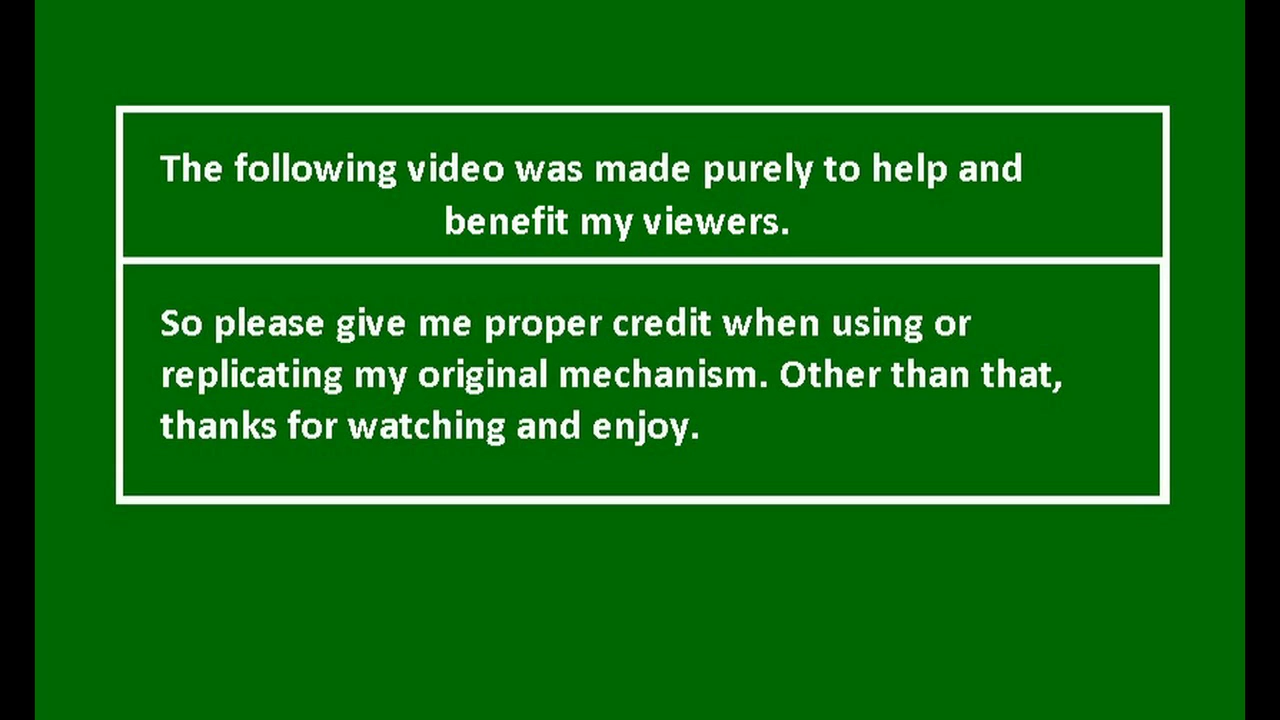 The following video was made purely to help and
benefit my viewers.
So please give me proper credit when using or
replicating my original mechanism. Other than that,
thanks for watching and enjoy.